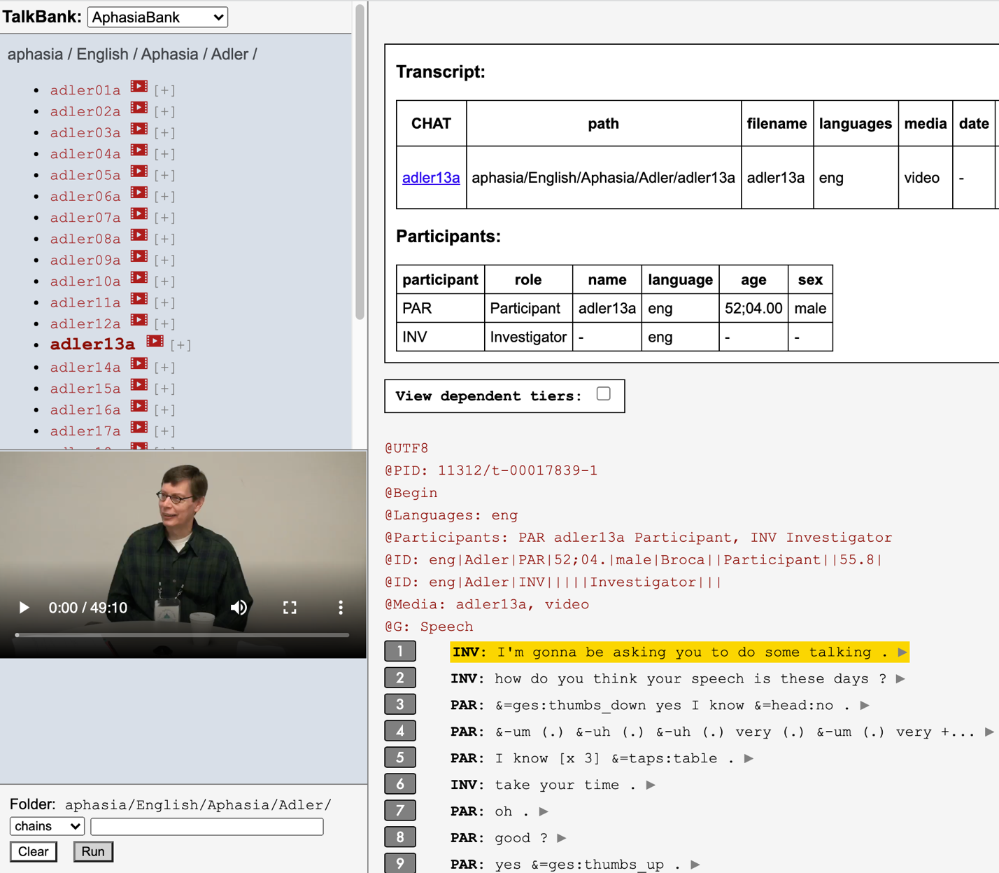 TalkBank: AphasiaBank
aphasia / English / Aphasia / Adler /
adler01a [+]
adler02a [+]
adler03a [+]
adler04a [+]
adler05a [+]
adler06a [+]
adler07a [+]
adler08a [+]
adler09a [+]
adler10a [+]
adler11a [+]
adler12a [+]
adler13a [+]
adler14a [+]
adler15a [+]
adler16a [+]
adler17a [+]
0:00 / 49:10
Folder: aphasia/English/Aphasia/Adler/
chains
Clear Run
Transcript:
CHAT path filename languages media date
adler13a aphasia/English/Aphasia/Adler/adler13a adler13a eng video -
Participants:
participant role name language age sex
PAR Participant adler13a eng 52;04.00 male
INV Investigator - eng - -
View dependent tiers:
@UTF8
@PID: 11312/t-00017839-1
@Begin
@Languages: eng
@Participants: PAR adler13a Participant, INV Investigator
@ID: eng|Adler|PAR|52;04.|male|Broca||Participant||55.8|
@ID: eng|Adler|INV|||||Investigator|||
@Media: adler13a, video
@G: Speech
1 INV: I'm gonna be asking you to do some talking . ▶
2 INV: how do you think your speech is these days ? ▶
3 PAR: &=ges:thumbs_down yes I know &=head:no . ▶
4 PAR: &-um (.) &-uh (.) &-uh (.) very (.) &-um (.) very +... ▶
5 PAR: I know [x 3] &=taps:table . ▶
6 INV: take your time . ▶
7 PAR: oh . ▶
8 PAR: good ? ▶
9 PAR: yes &=ges:thumbs_up . ▶